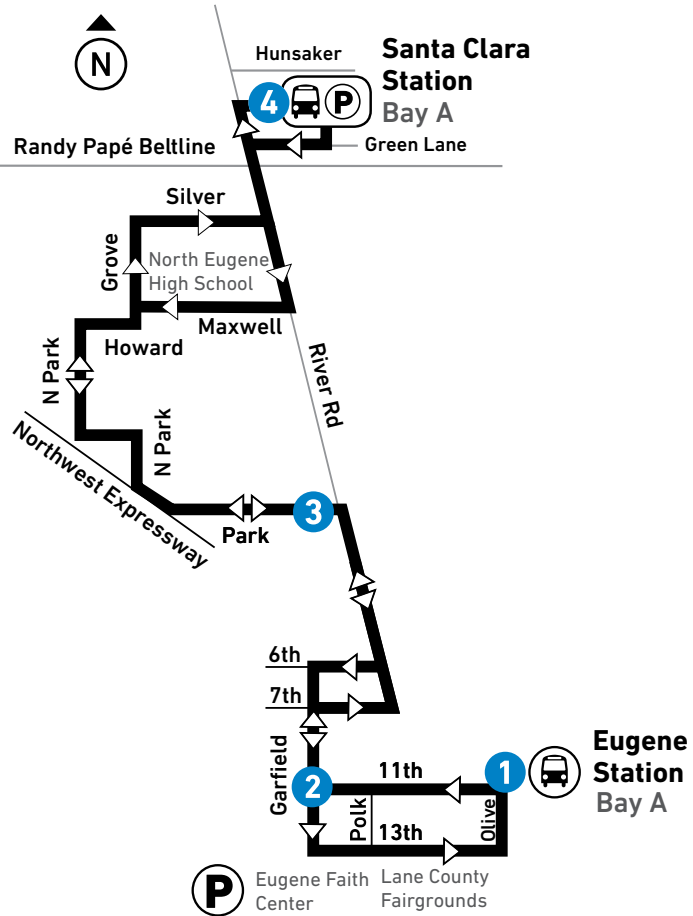 N
Hunsaker
Santa Clara
Station
Bay A
4
P
Randy Papé Beltline
Green Lane
Silver
Grove
North Eugene
High School
Maxwell
Howard
N Park
River Rd
N Park
Northwest Expressway
3
Park
6th
7th
Garfield
2
11th
1
Eugene
Station
Bay A
Polk
Olive
13th
P
Eugene Faith
Center
Lane County
Fairgrounds